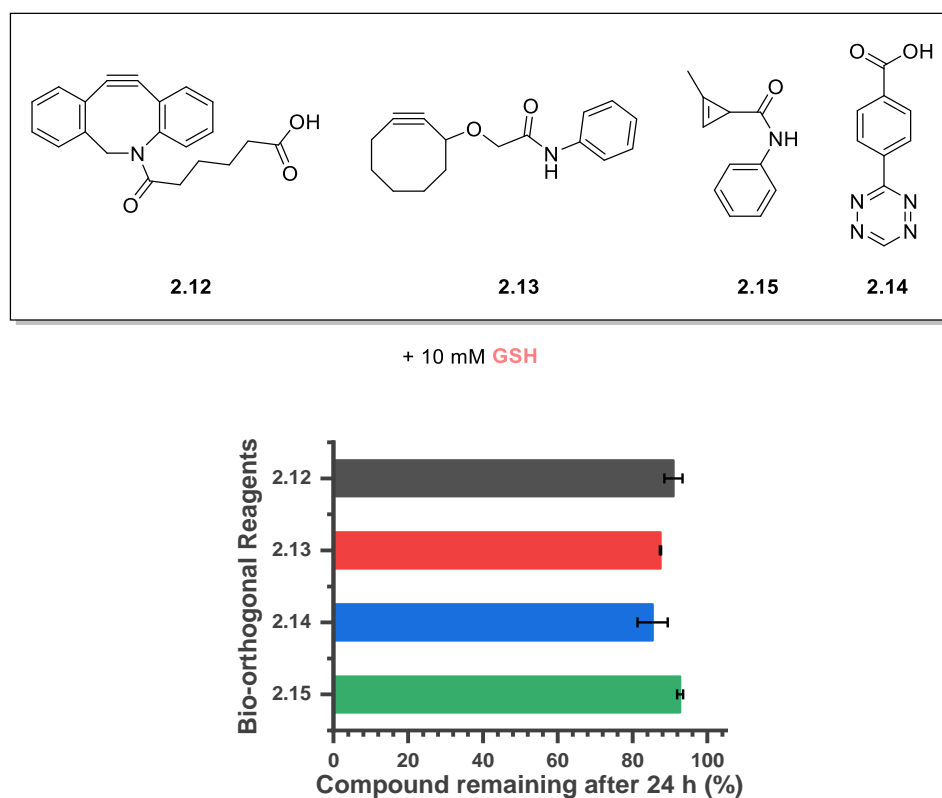 OH
O
N
O
O
O
N
H
O
NH
O
OH
N
N
N
N
2.12
2.13
2.15
2.14
+ 10 mM GSH
Bio-orthogonal Reagents
2.12
2.13
2.14
2.15
0 20 40 60 80 100
Compound remaining after 24 h (%)